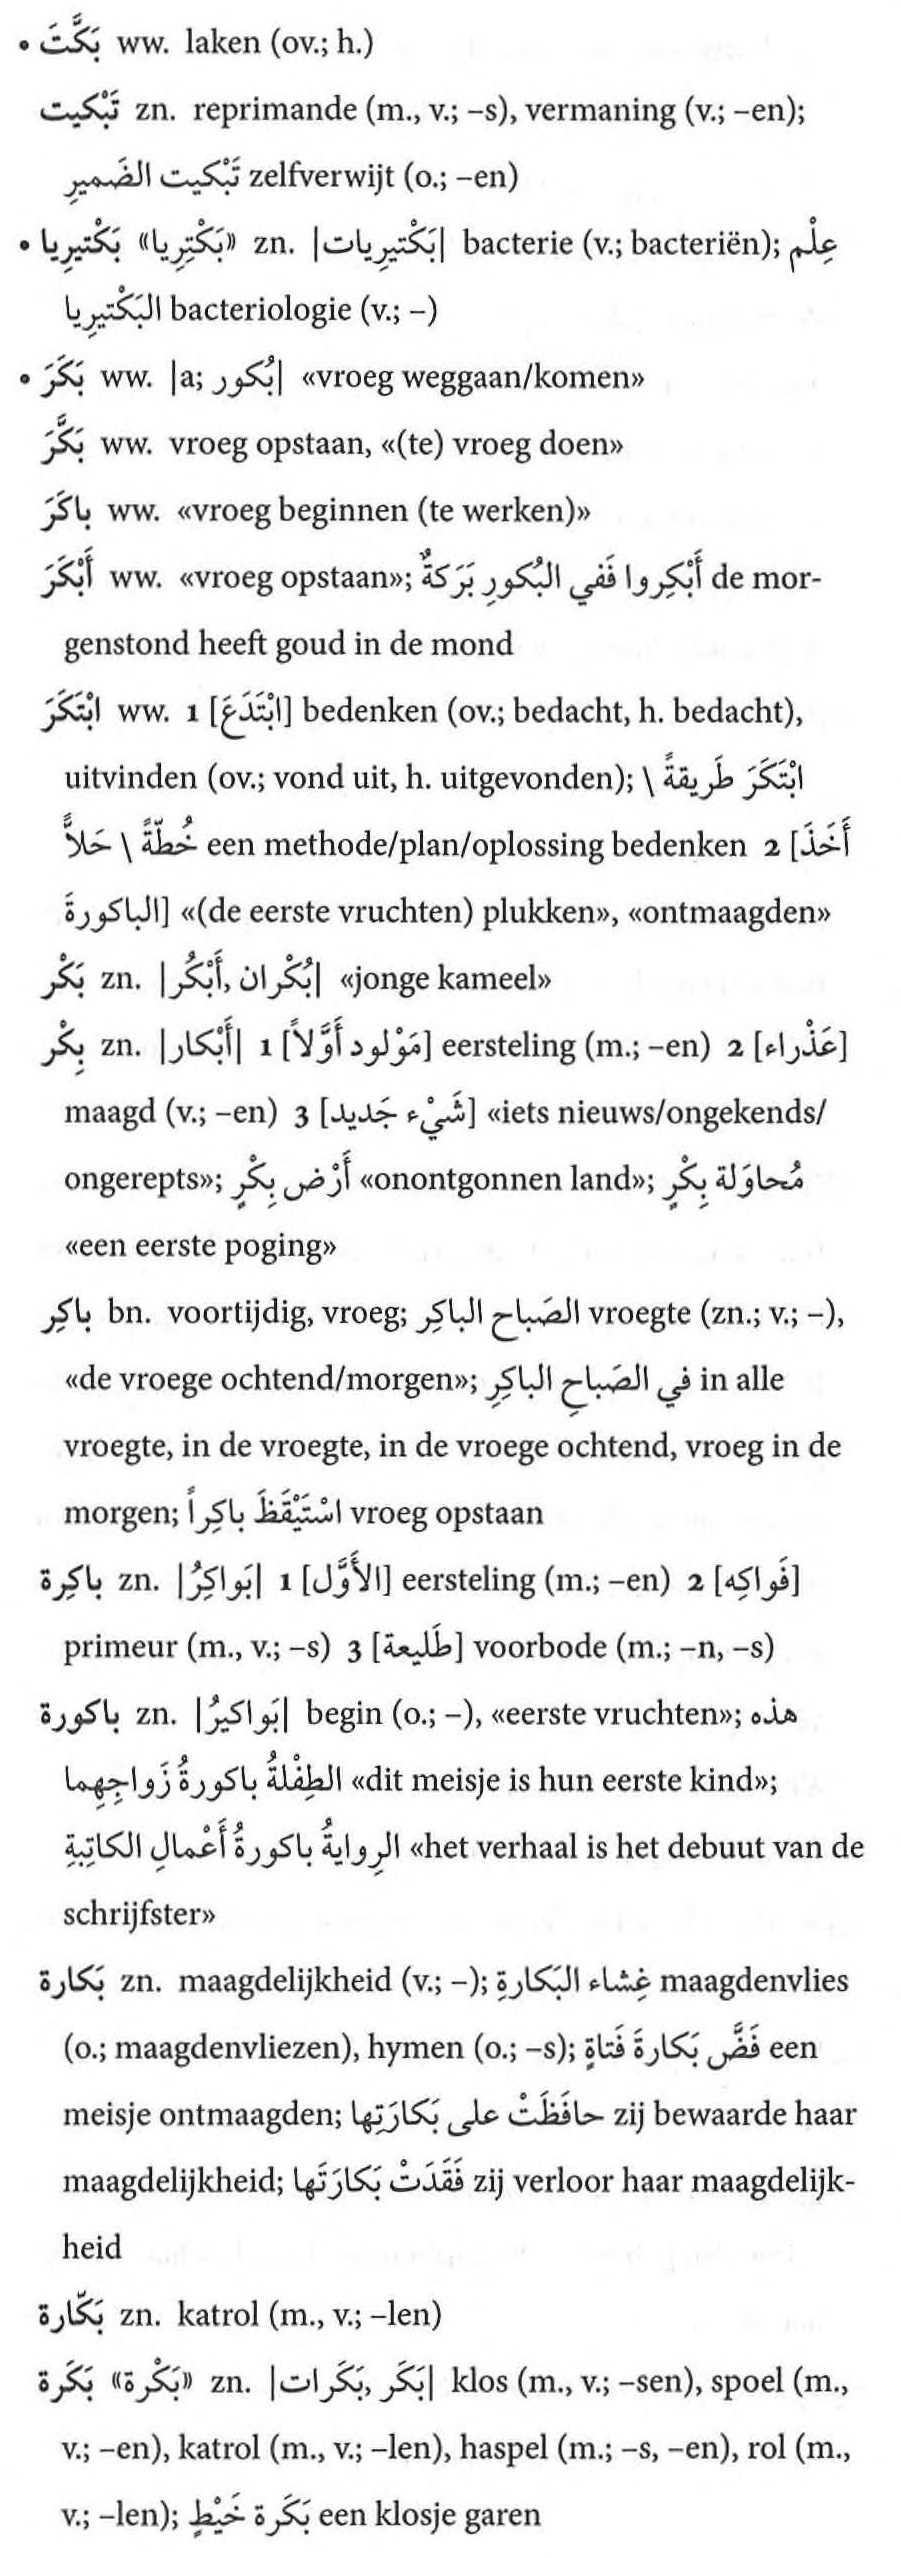 • بَكَّتَ ww. laken (ov.; h.)
تَبْكيت zn. reprimande (m., v.; –s), vermaning (v.; –en);
تَبْكيت الضَمير zelfverwijt (o.; –en)
• بَكْتيرِيا «بَكْتِرِيا» zn. |بَكْتيرِيات| bacterie (v.; bacteriën); عِلْم
البَكْتيرِيا bacteriologie (v.; –)
• بَكَرَ ww. |a; بُكور| «vroeg weggaan/komen»
بَكَّرَ ww. vroeg opstaan, «(te) vroeg doen»
باكَرَ ww. «vroeg beginnen (te werken)»
أَبْكَرَ ww. «vroeg opstaan»; أَبْكِروا فَفي البُكورِ بَرَكةٌ de mor-
genstond heeft goud in de mond
ابْتَكَرَ ww. 1 [ابْتَدَعَ] bedenken (ov.; bedacht, h. bedacht),
uitvinden (ov.; vond uit, h. uitgevonden); ابْتَكَرَ طَريقةً \
خُطّةً \ حَلاًّ een methode/plan/oplossing bedenken 2 [أَخَذَ
الباكورةَ] «(de eerste vruchten) plukken», «ontmaagden»
بَكْر zn. |أَبْكُر, بُكْران| «jonge kameel»
بِكْر zn. |أَبْكار| 1 [مَوْلود أَوَّلاً] eersteling (m.; –en) 2 [عَذْراء]
maagd (v.; –en) 3 [شَيْء جَديد] «iets nieuws/ongekends/
ongerepts»; أَرْض بِكْرٍ «onontgonnen land»; مُحاوَلة بِكْرٍ
«een eerste poging»
باكِر bn. voortijdig, vroeg; الصَباح الباكِر vroegte (zn.; v.; –),
«de vroege ochtend/morgen»; في الصَباحِ الباكِرِ in alle
vroegte, in de vroegte, in de vroege ochtend, vroeg in de
morgen; اسْتَيْقَظَ باكِراً vroeg opstaan
باكِرة zn. |بَواكِرُ| 1 [الأَوَّل] eersteling (m.; –en) 2 [فَواكِه]
primeur (m., v.; –s) 3 [طَليعة] voorbode (m.; –n, –s)
باكورة zn. |بَواكيرُ| begin (o.; –), «eerste vruchten»; هذه
الطِفْلةُ باكورةُ زَواجِهِما «dit meisje is hun eerste kind»;
الرِوايةُ باكورةُ أَعْمالِ الكاتِبةِ «het verhaal is het debuut van de
schrijfster»
بَكارة zn. maagdelijkheid (v.; –); غِشاء البَكارةِ maagdenvlies
(o.; maagdenvliezen), hymen (o.; –s); فَضَّ بَكارةَ فَتاةٍ een
meisje ontmaagden; حافَظَتْ على بَكارَتِها zij bewaarde haar
maagdelijkheid; فَقَدَتْ بَكارَتَها zij verloor haar maagdelijk-
heid
بَكّارة zn. katrol (m., v.; –len)
بَكَرة «بَكْرة» zn. |بَكَر, بَكَرات| klos (m., v.; –sen), spoel (m.,
v.; –en), katrol (m., v.; –len), haspel (m.; –s, –en), rol (m.,
v.; –len); بَكَرة خَيْطٍ een klosje garen